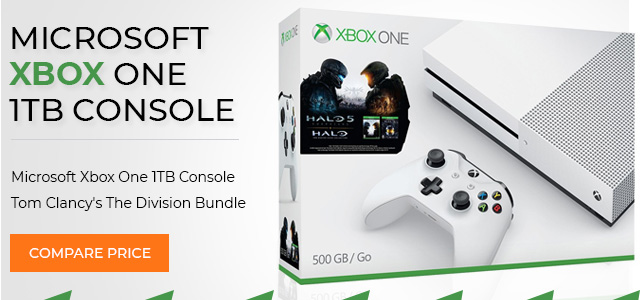 MICROSOFT
XBOX ONE
1TB CONSOLE
Microsoft Xbox One 1TB Console
Tom Clancy's The Division Bundle
COMPARE PRICE
XBOX ONE
HALO 5
HALO
500 GB / Go